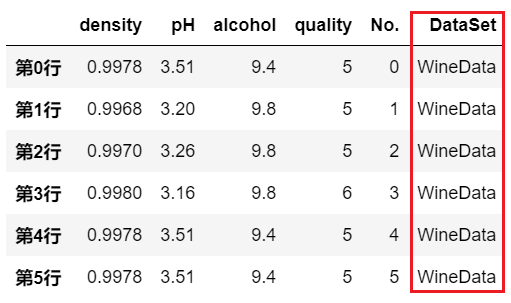 density pH alcohol quality No. DataSet
第0行 0.9978 3.51 9.4 5 0 WineData
第1行 0.9968 3.20 9.8 5 1 WineData
第2行 0.9970 3.26 9.8 5 2 WineData
第3行 0.9980 3.16 9.8 6 3 WineData
第4行 0.9978 3.51 9.4 5 4 WineData
第5行 0.9978 3.51 9.4 5 5 WineData